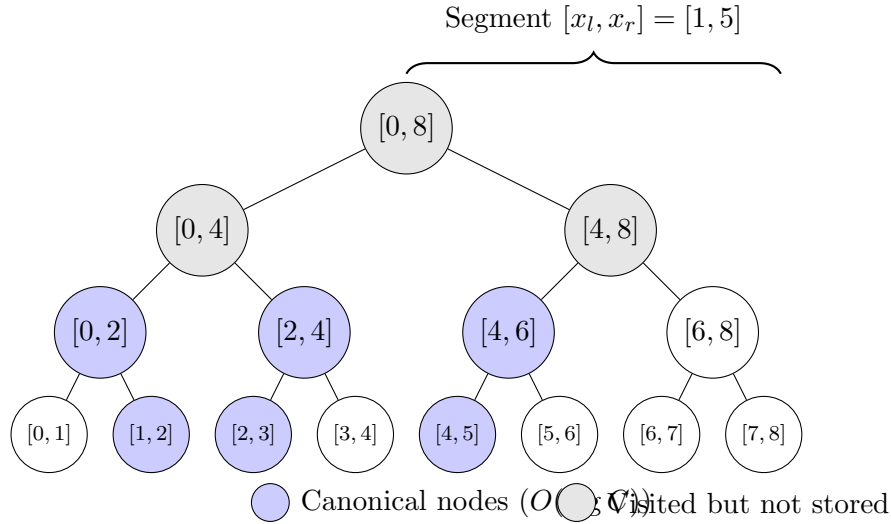 Segment [x_l, x_r] = [1, 5]
[0, 8]
[0, 4] [4, 8]
[0, 2] [2, 4] [4, 6] [6, 8]
[0, 1] [1, 2] [2, 3] [3, 4] [4, 5] [5, 6] [6, 7] [7, 8]
Canonical nodes Visited but not stored